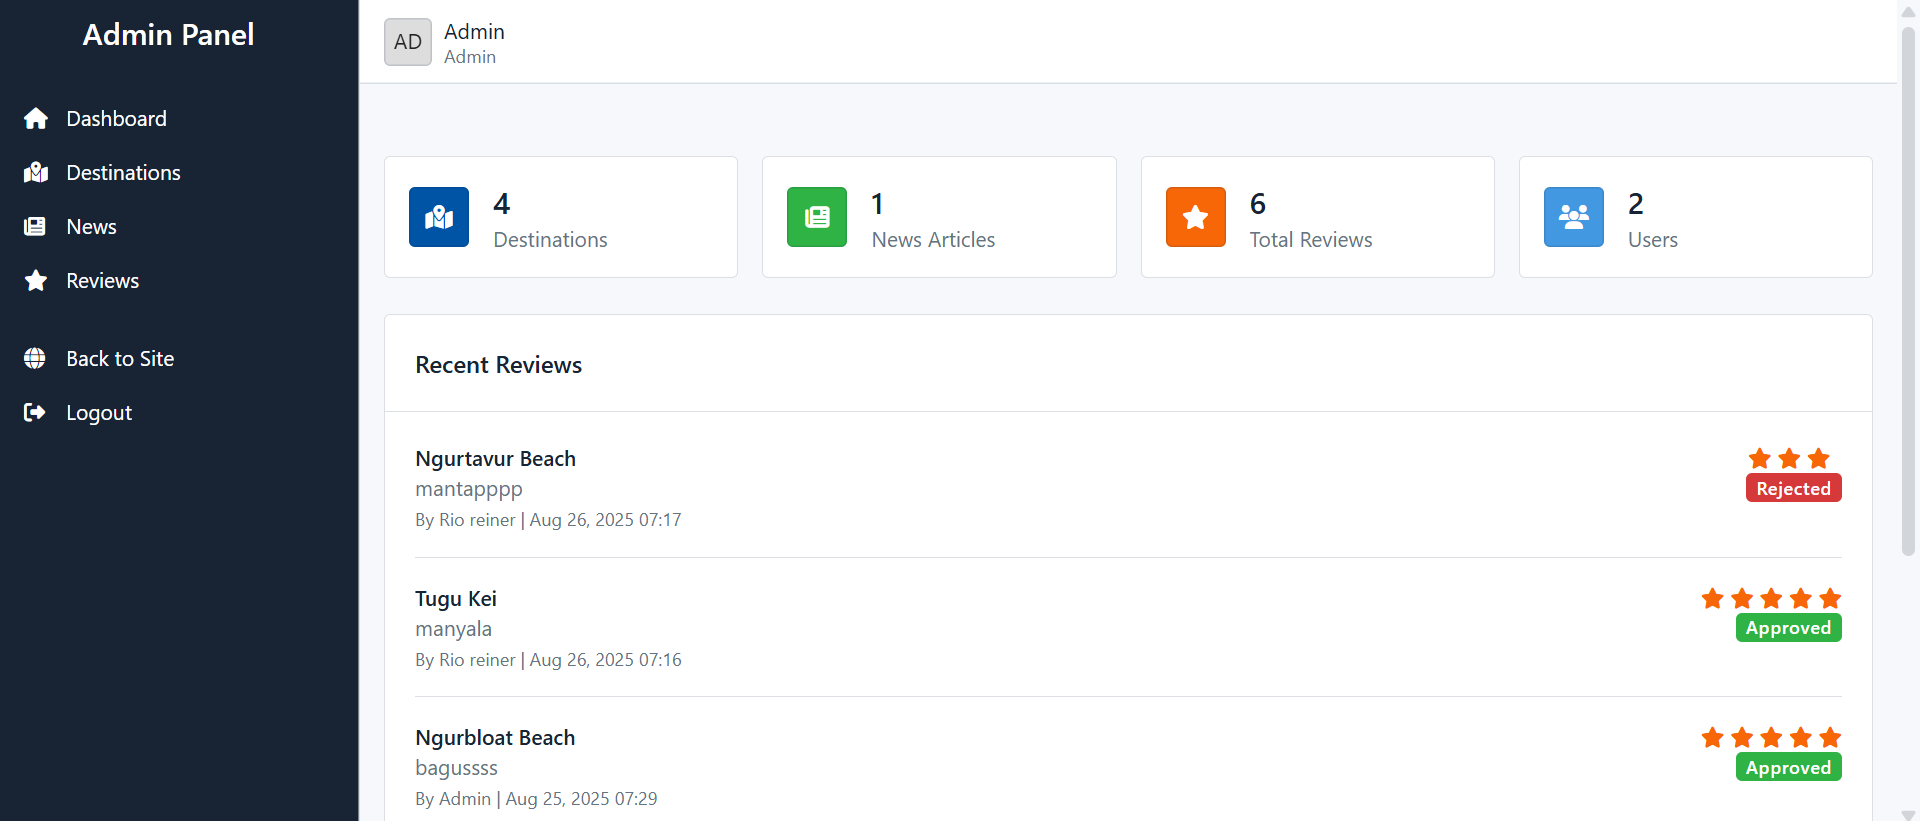 Admin Panel
Dashboard
Destinations
News
Reviews
Back to Site
Logout
AD
Admin
Admin
4
Destinations
1
News Articles
6
Total Reviews
2
Users
Recent Reviews
Ngurtavur Beach
mantapppp
By Rio reiner | Aug 26, 2025 07:17
Rejected
Tugu Kei
manyala
By Rio reiner | Aug 26, 2025 07:16
Approved
Ngurbloat Beach
bagussss
By Admin | Aug 25, 2025 07:29
Approved